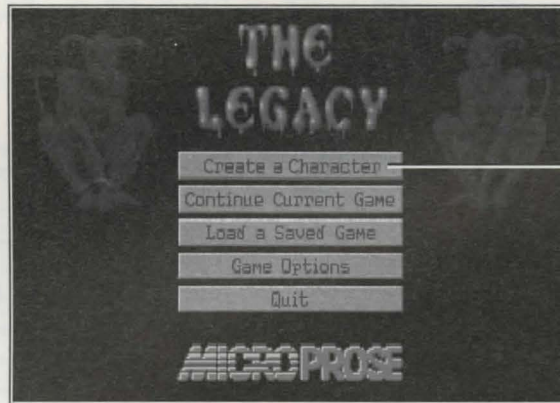 THE
LEGACY
Create a Character
Continue Current Game
Load a Saved Game
Game Options
Quit
MICROPROSE